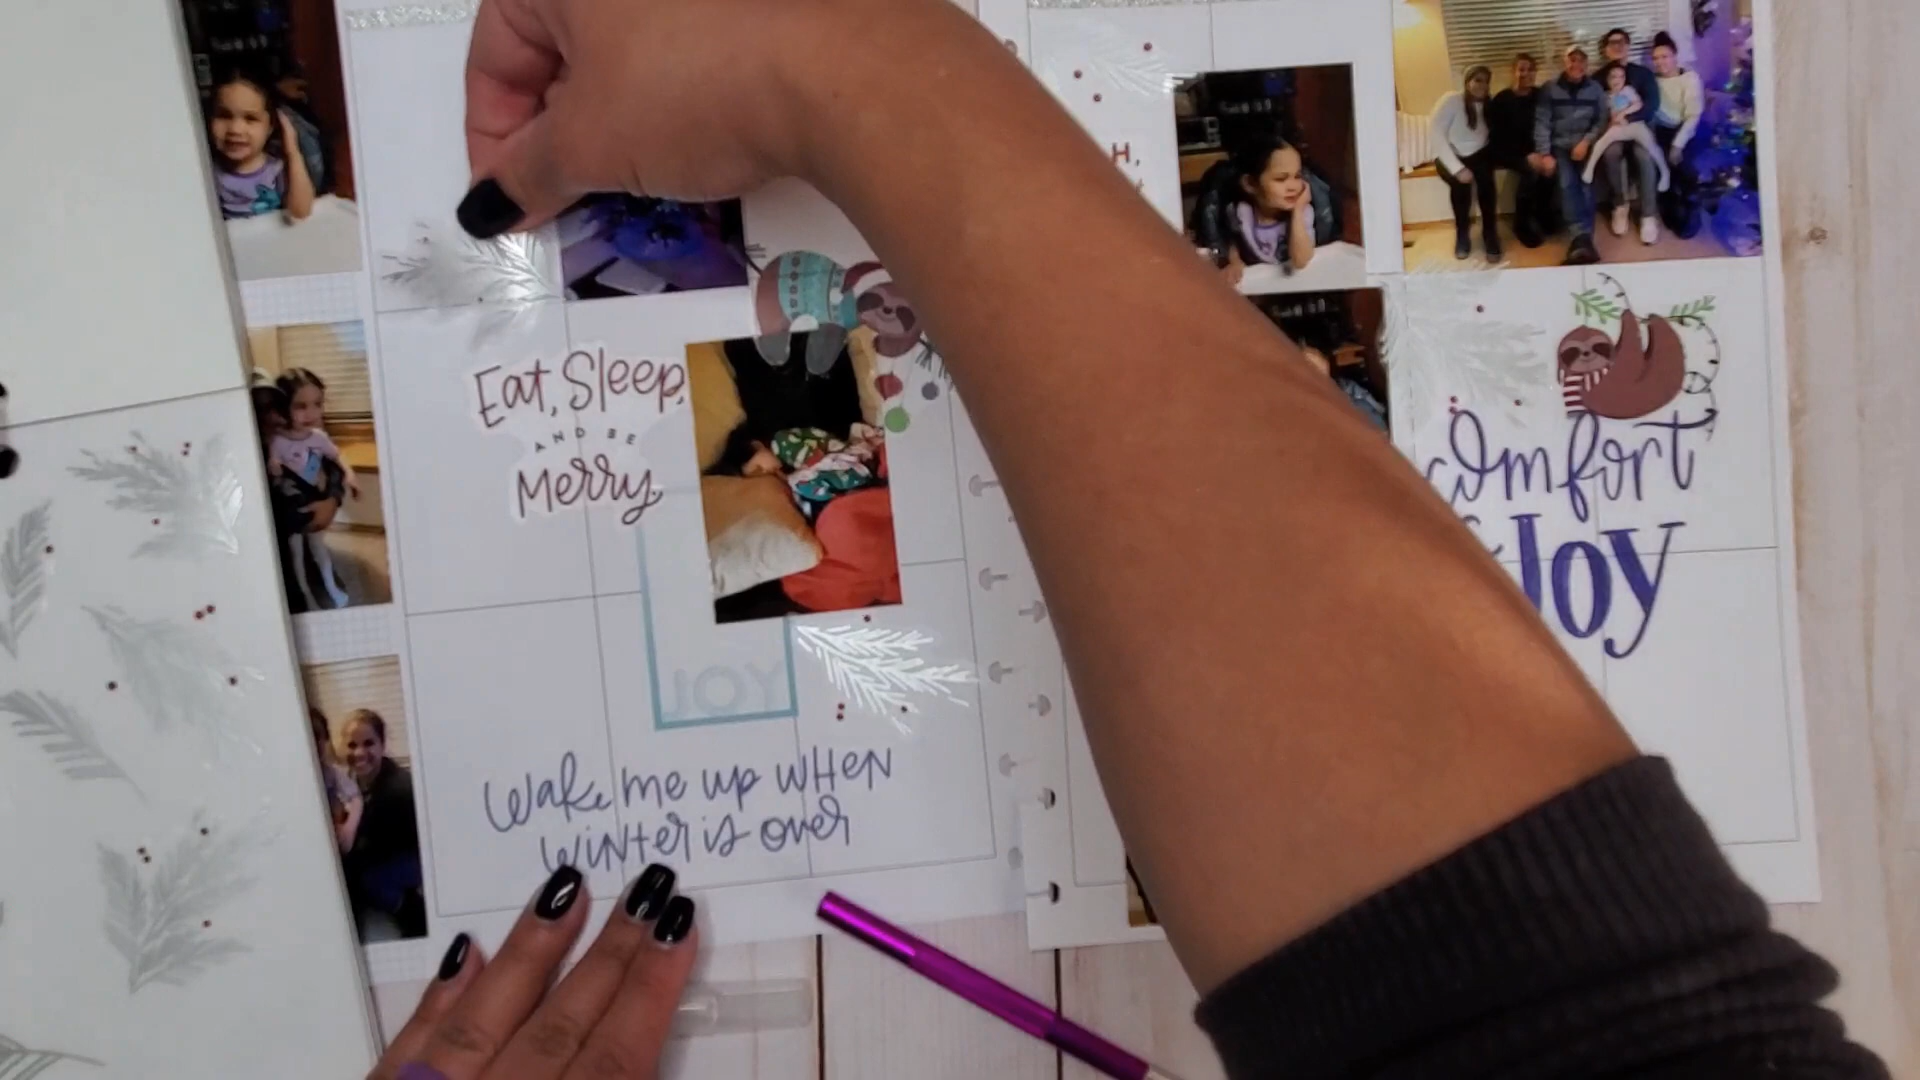 Eat, Sleep,
AND BE
Merry
JOY
Wake me up when
winter is over
H,
comfort
& Joy